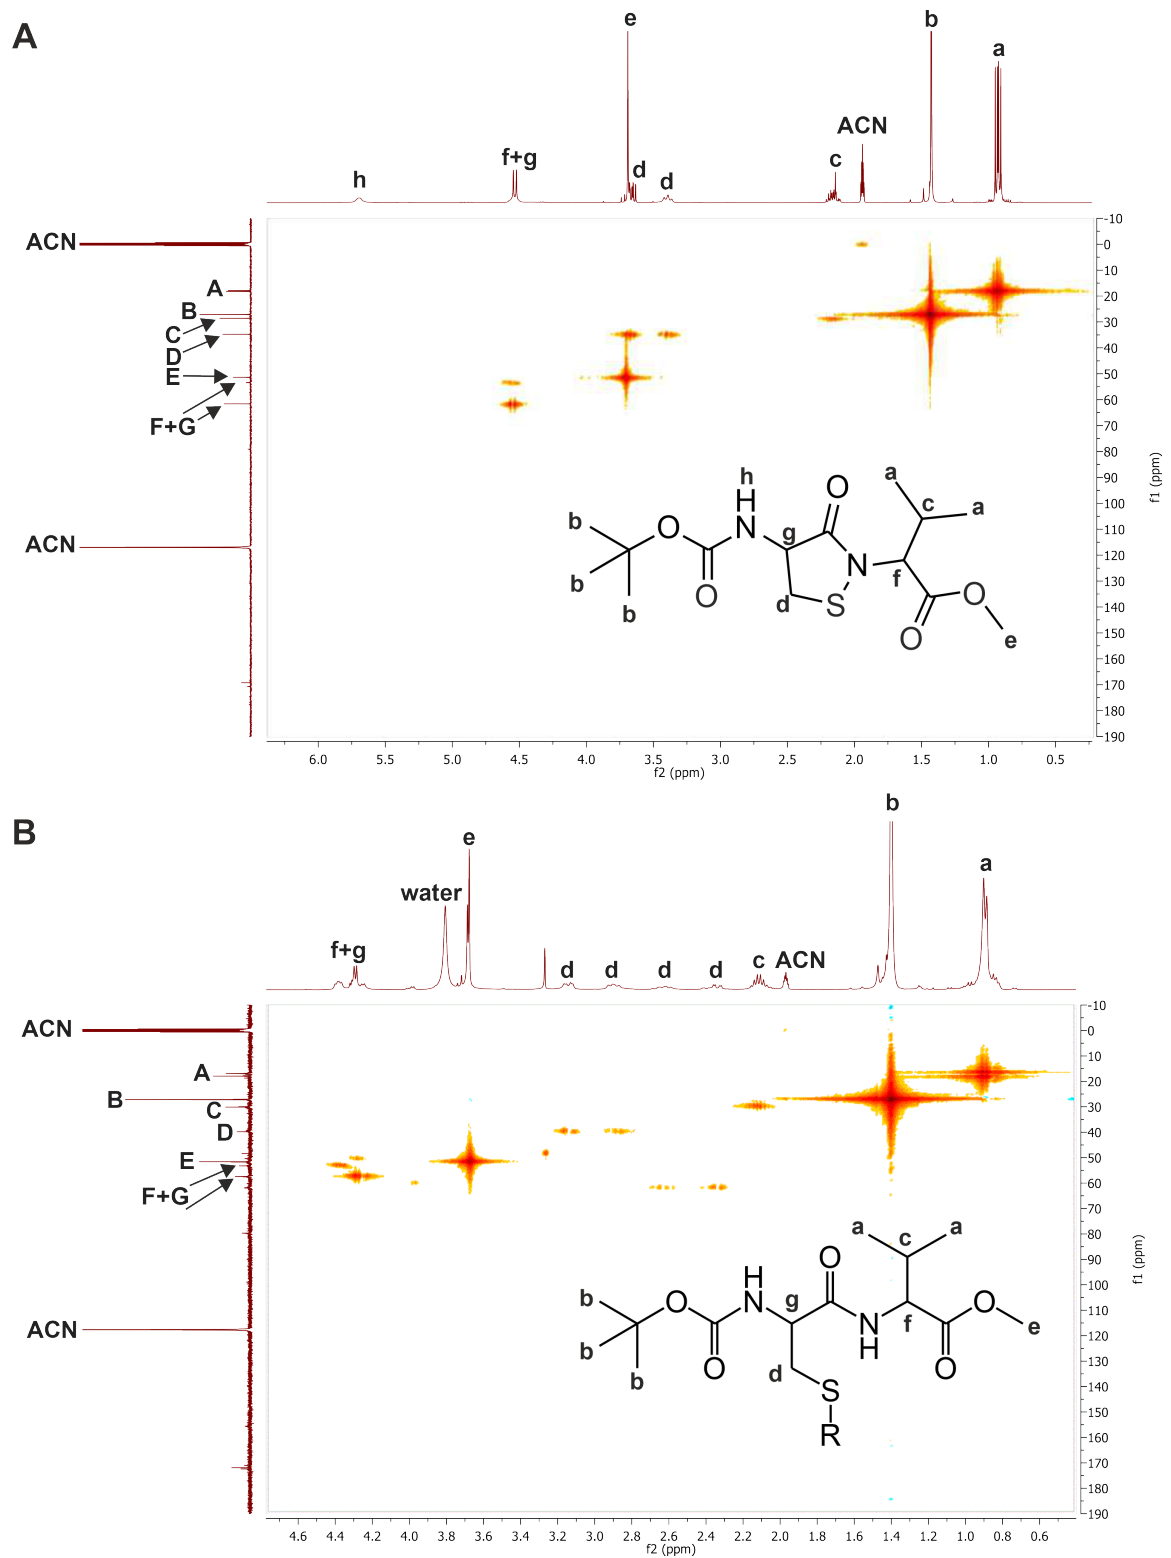 A
e
b
a
ACN
f+g
h
d
d
c
ACN
A
B
C
D
E
F+G
ACN
-10
0
10
20
30
40
50
60
70
80
90
100
110
120
130
140
150
160
170
180
190
f1 (ppm)
h
H
O
a
c
a
b
O
N
g
N
f
b
b
O
d
S
O
O
e
6.0 5.5 5.0 4.5 4.0 3.5 3.0 2.5 2.0 1.5 1.0 0.5
f2 (ppm)
B
b
e
a
water
f+g
d
d
d
d
c
ACN
ACN
A
B
C
D
E
F+G
ACN
-10
0
10
20
30
40
50
60
70
80
90
100
110
120
130
140
150
160
170
180
190
f1 (ppm)
a
c
a
O
H
b
O
N
g
N
H
f
O
e
b
b
O
d
S
O
R
4.6 4.4 4.2 4.0 3.8 3.6 3.4 3.2 3.0 2.8 2.6 2.4 2.2 2.0 1.8 1.6 1.4 1.2 1.0 0.8 0.6
f2 (ppm)